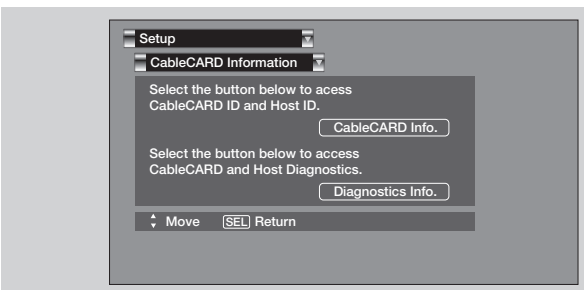 Setup
CableCARD Information
Select the button below to acess
CableCARD ID and Host ID.
CableCARD Info.
Select the button below to access
CableCARD and Host Diagnostics.
Diagnostics Info.
Move SEL Return